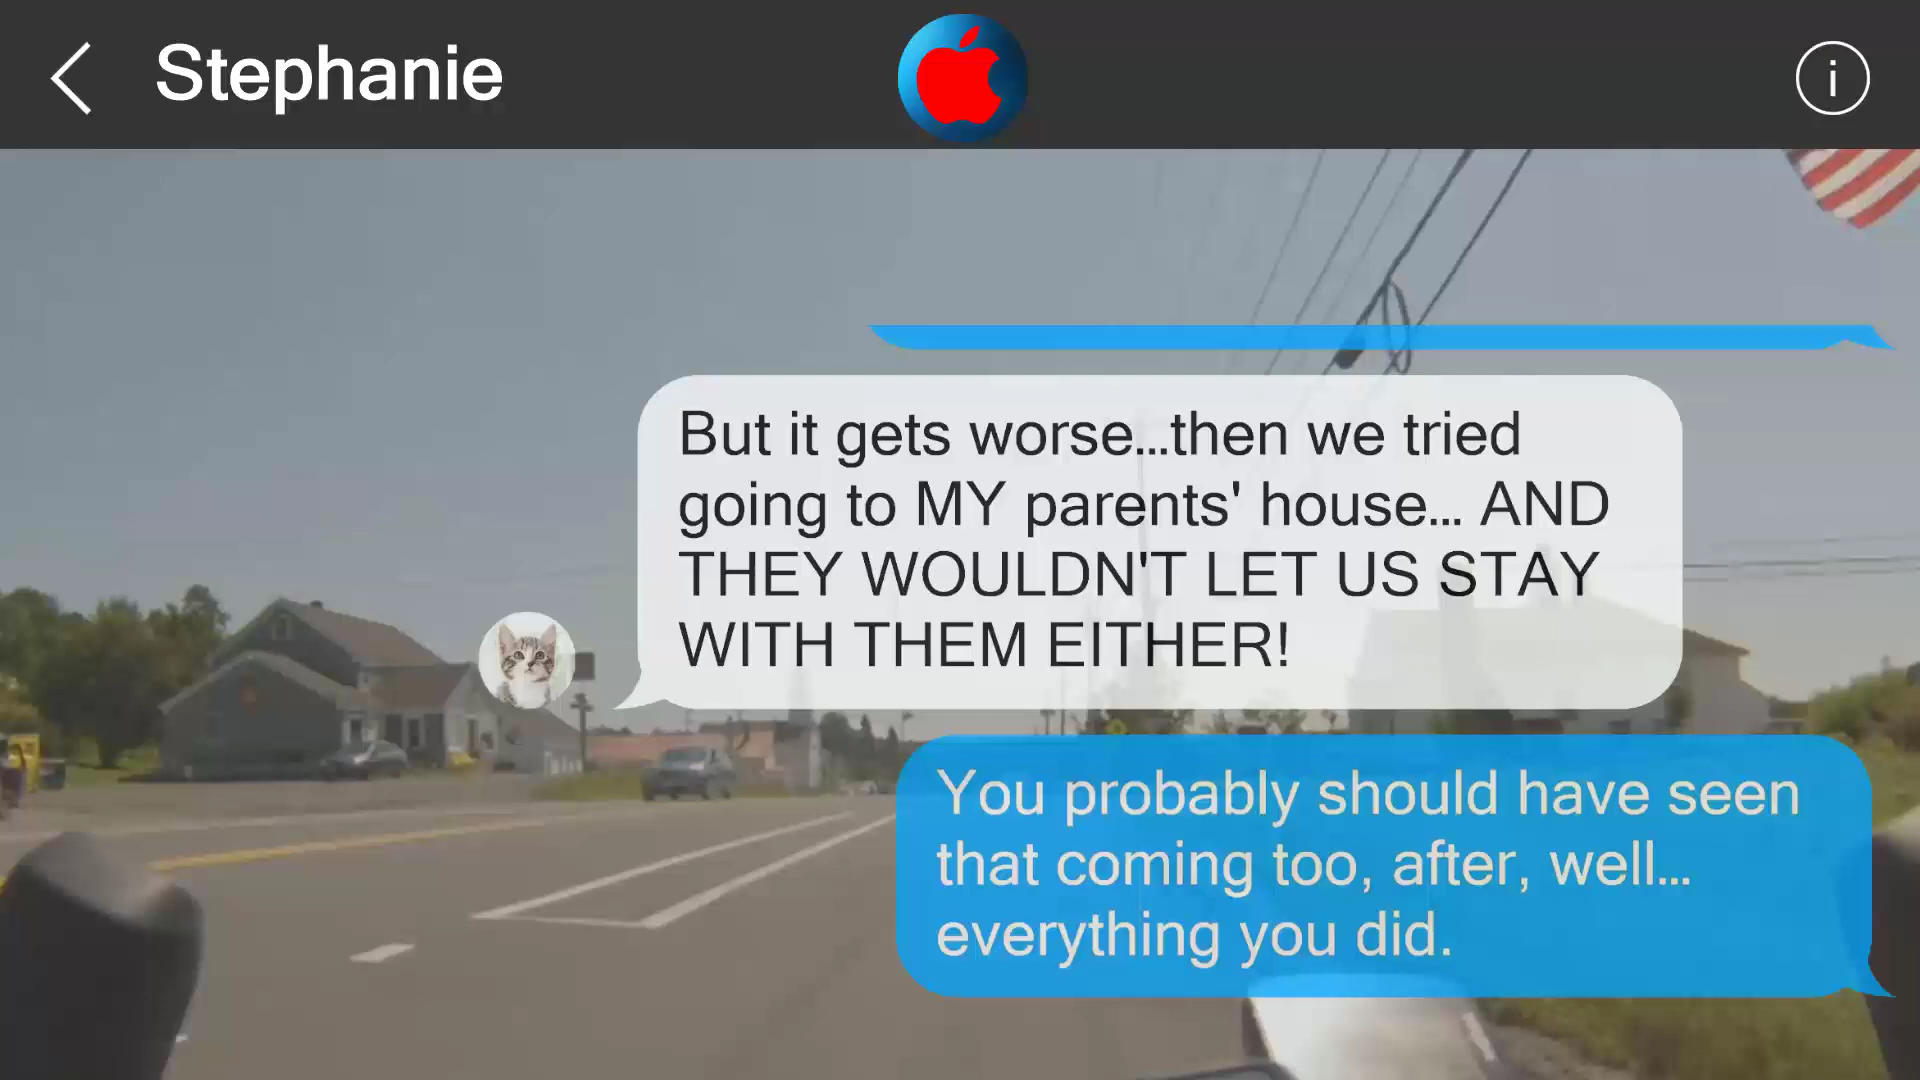 Stephanie
i
But it gets worse...then we tried
going to MY parents' house... AND
THEY WOULDN'T LET US STAY
WITH THEM EITHER!
You probably should have seen
that coming too, after, well...
everything you did.